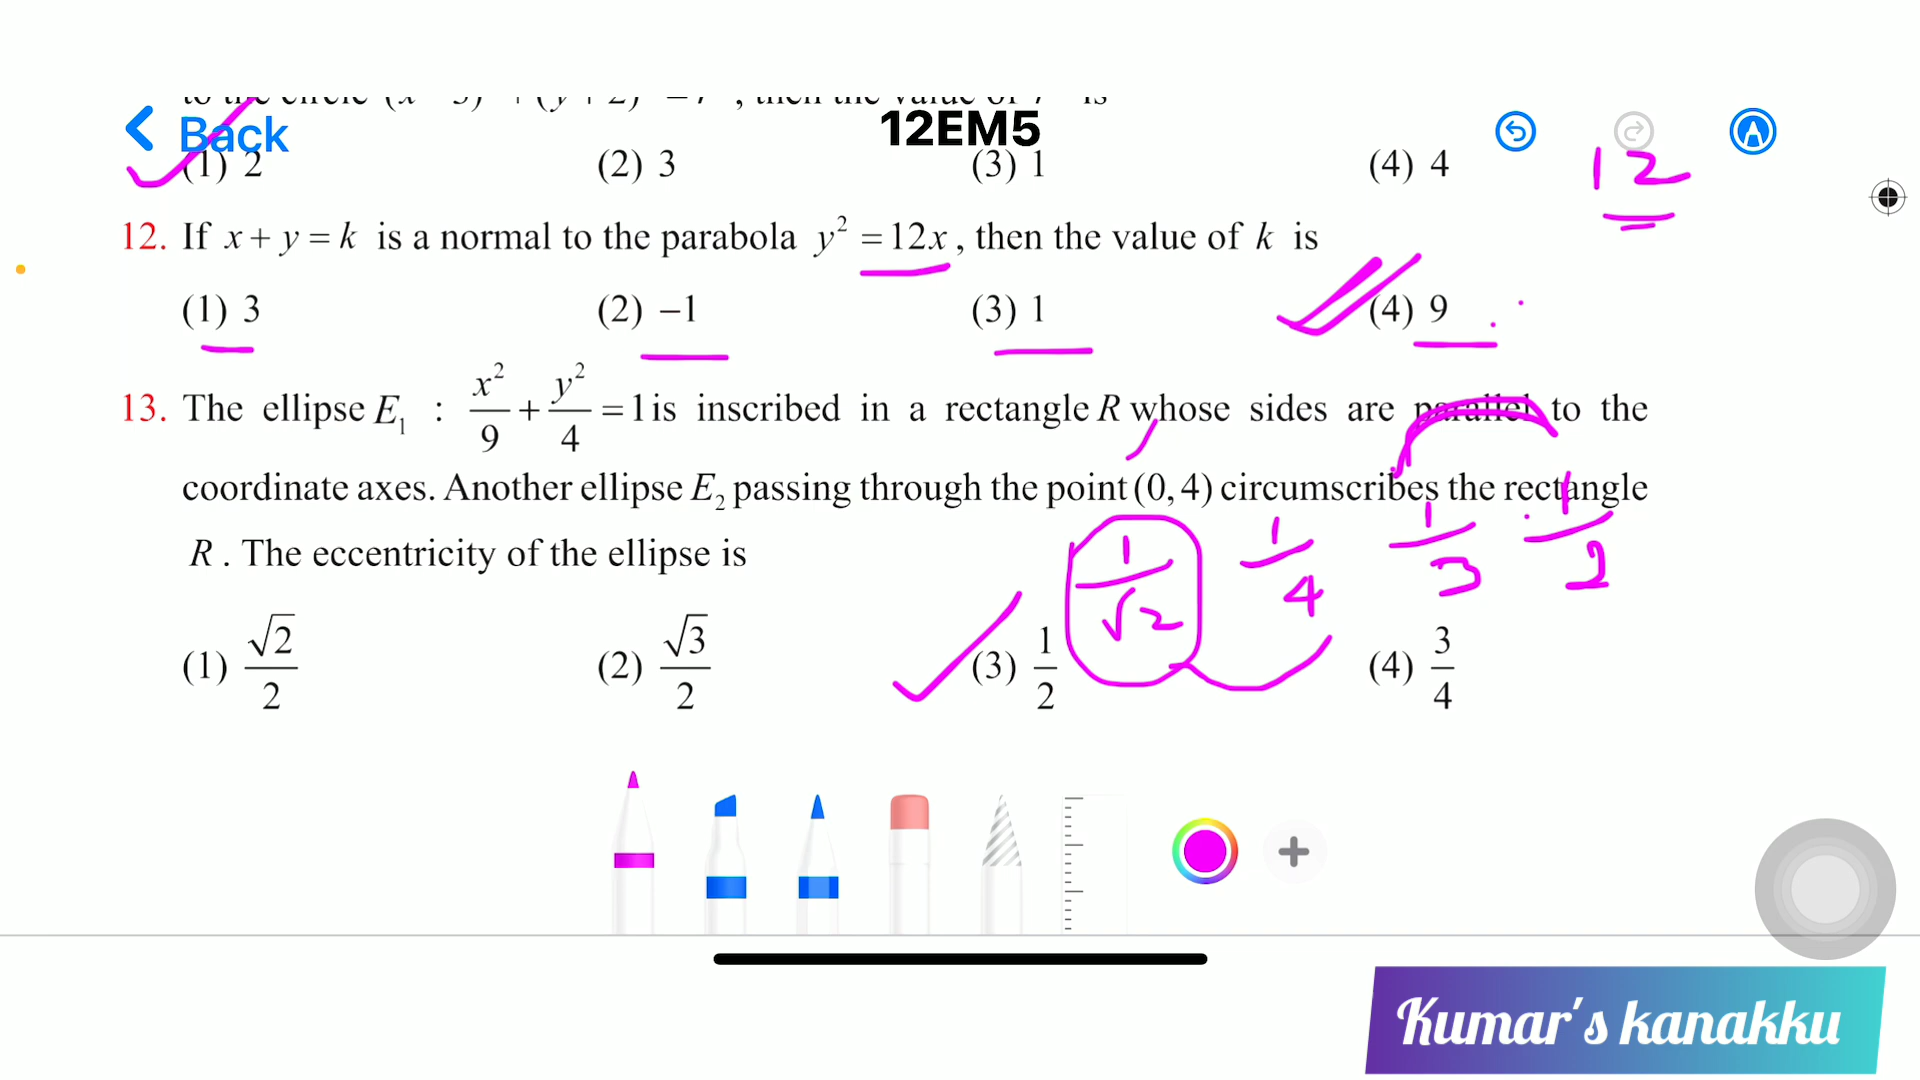 Back
12EM5
(1) 2 (2) 3 (3) 1 (4) 4
12
12. If x + y = k is a normal to the parabola y² = 12x, then the value of k is
(1) 3 (2) −1 (3) 1 (4) 9
13. The ellipse E₁ : x²/9 + y²/4 = 1 is inscribed in a rectangle R whose sides are parallel to the
coordinate axes. Another ellipse E₂ passing through the point (0, 4) circumscribes the rectangle
R . The eccentricity of the ellipse is
1/√2 1/4 1/3 1/2
(1) √2/2 (2) √3/2 (3) 1/2 (4) 3/4
Kumar's kanakku